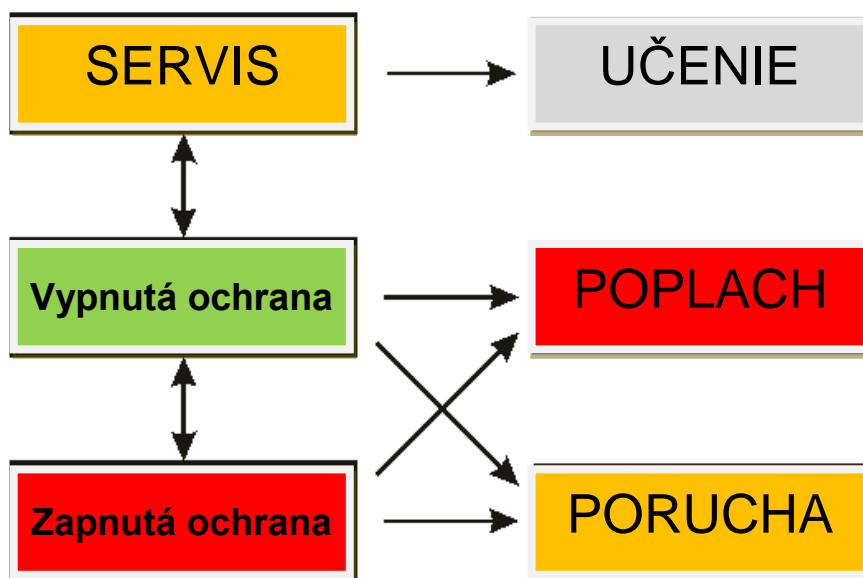 SERVIS
UČENIE
Vypnutá ochrana
POPLACH
Zapnutá ochrana
PORUCHA